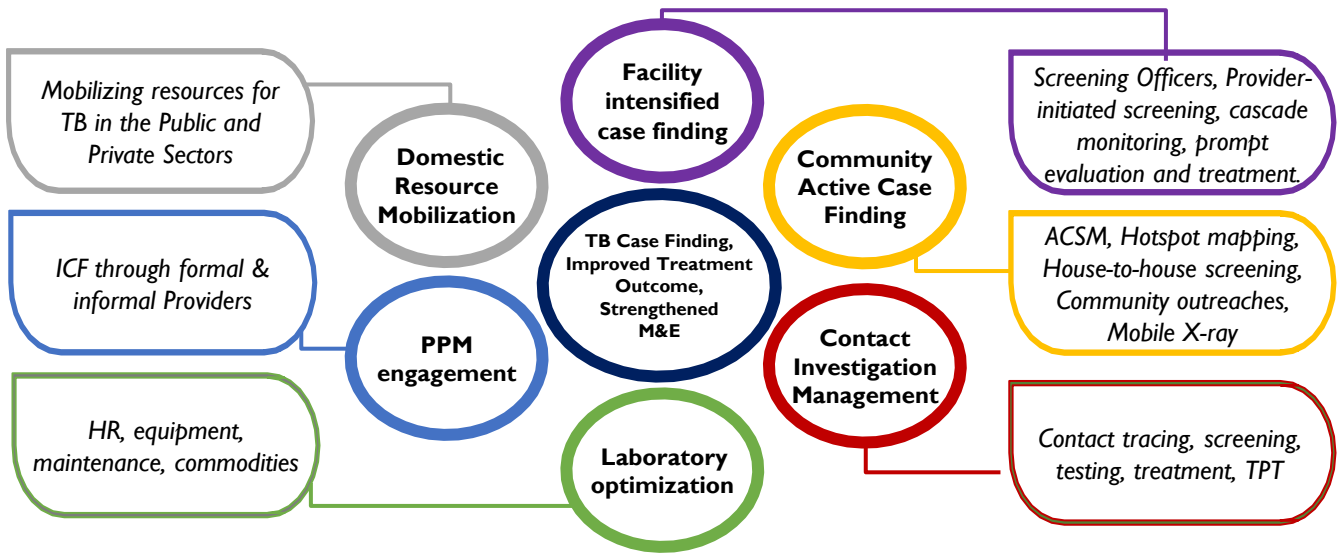 Mobilizing resources for
TB in the Public and
Private Sectors
ICF through formal &
informal Providers
HR, equipment,
maintenance, commodities
Domestic
Resource
Mobilization
PPM
engagement
Facility
intensified
case finding
TB Case Finding,
Improved Treatment
Outcome,
Strengthened
M&E
Laboratory
optimization
Community
Active Case
Finding
Contact
Investigation
Management
Screening Officers, Provider-
initiated screening, cascade
monitoring, prompt
evaluation and treatment.
ACSM, Hotspot mapping,
House-to-house screening,
Community outreaches,
Mobile X-ray
Contact tracing, screening,
testing, treatment, TPT